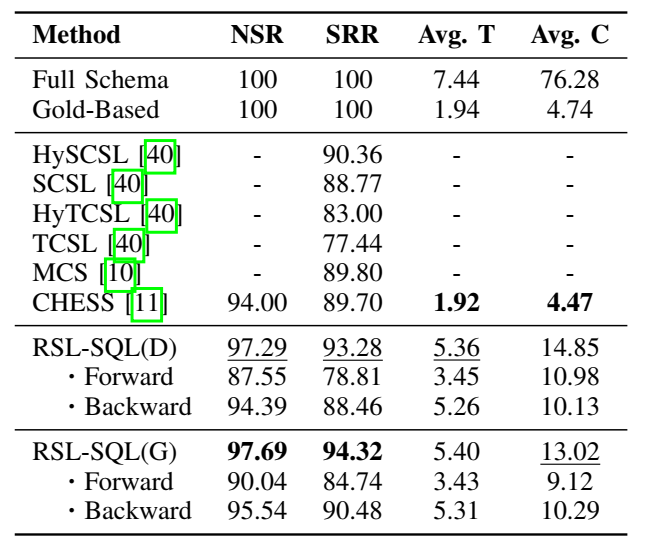 Method NSR SRR Avg. T Avg. C
Full Schema 100 100 7.44 76.28
Gold-Based 100 100 1.94 4.74
HySCSL [40] - 90.36 - -
SCSL [40] - 88.77 - -
HyTCSL [40] - 83.00 - -
TCSL [40] - 77.44 - -
MCS [10] - 89.80 - -
CHESS [11] 94.00 89.70 1.92 4.47
RSL-SQL(D) 97.29 93.28 5.36 14.85
· Forward 87.55 78.81 3.45 10.98
· Backward 94.39 88.46 5.26 10.13
RSL-SQL(G) 97.69 94.32 5.40 13.02
· Forward 90.04 84.74 3.43 9.12
· Backward 95.54 90.48 5.31 10.29